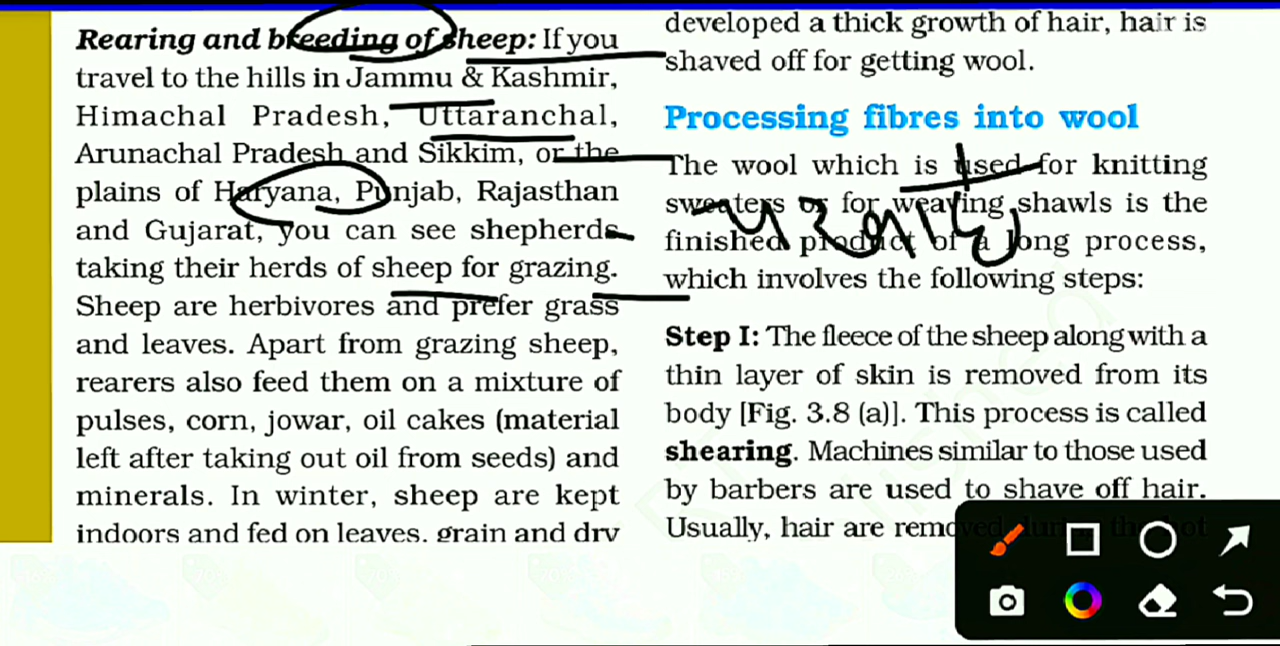 Rearing and breeding of sheep: If you
travel to the hills in Jammu & Kashmir,
Himachal Pradesh, Uttaranchal,
Arunachal Pradesh and Sikkim, or the
plains of Haryana, Punjab, Rajasthan
and Gujarat, you can see shepherds
taking their herds of sheep for grazing.
Sheep are herbivores and prefer grass
and leaves. Apart from grazing sheep,
rearers also feed them on a mixture of
pulses, corn, jowar, oil cakes (material
left after taking out oil from seeds) and
minerals. In winter, sheep are kept
indoors and fed on leaves, grain and dry
developed a thick growth of hair, hair is
shaved off for getting wool.
Processing fibres into wool
The wool which is used for knitting
sweaters or for weaving shawls is the
finished product of a long process,
which involves the following steps:
Step I: The fleece of the sheep along with a
thin layer of skin is removed from its
body [Fig. 3.8 (a)]. This process is called
shearing. Machines similar to those used
by barbers are used to shave off hair.
Usually, hair are removed during the hot